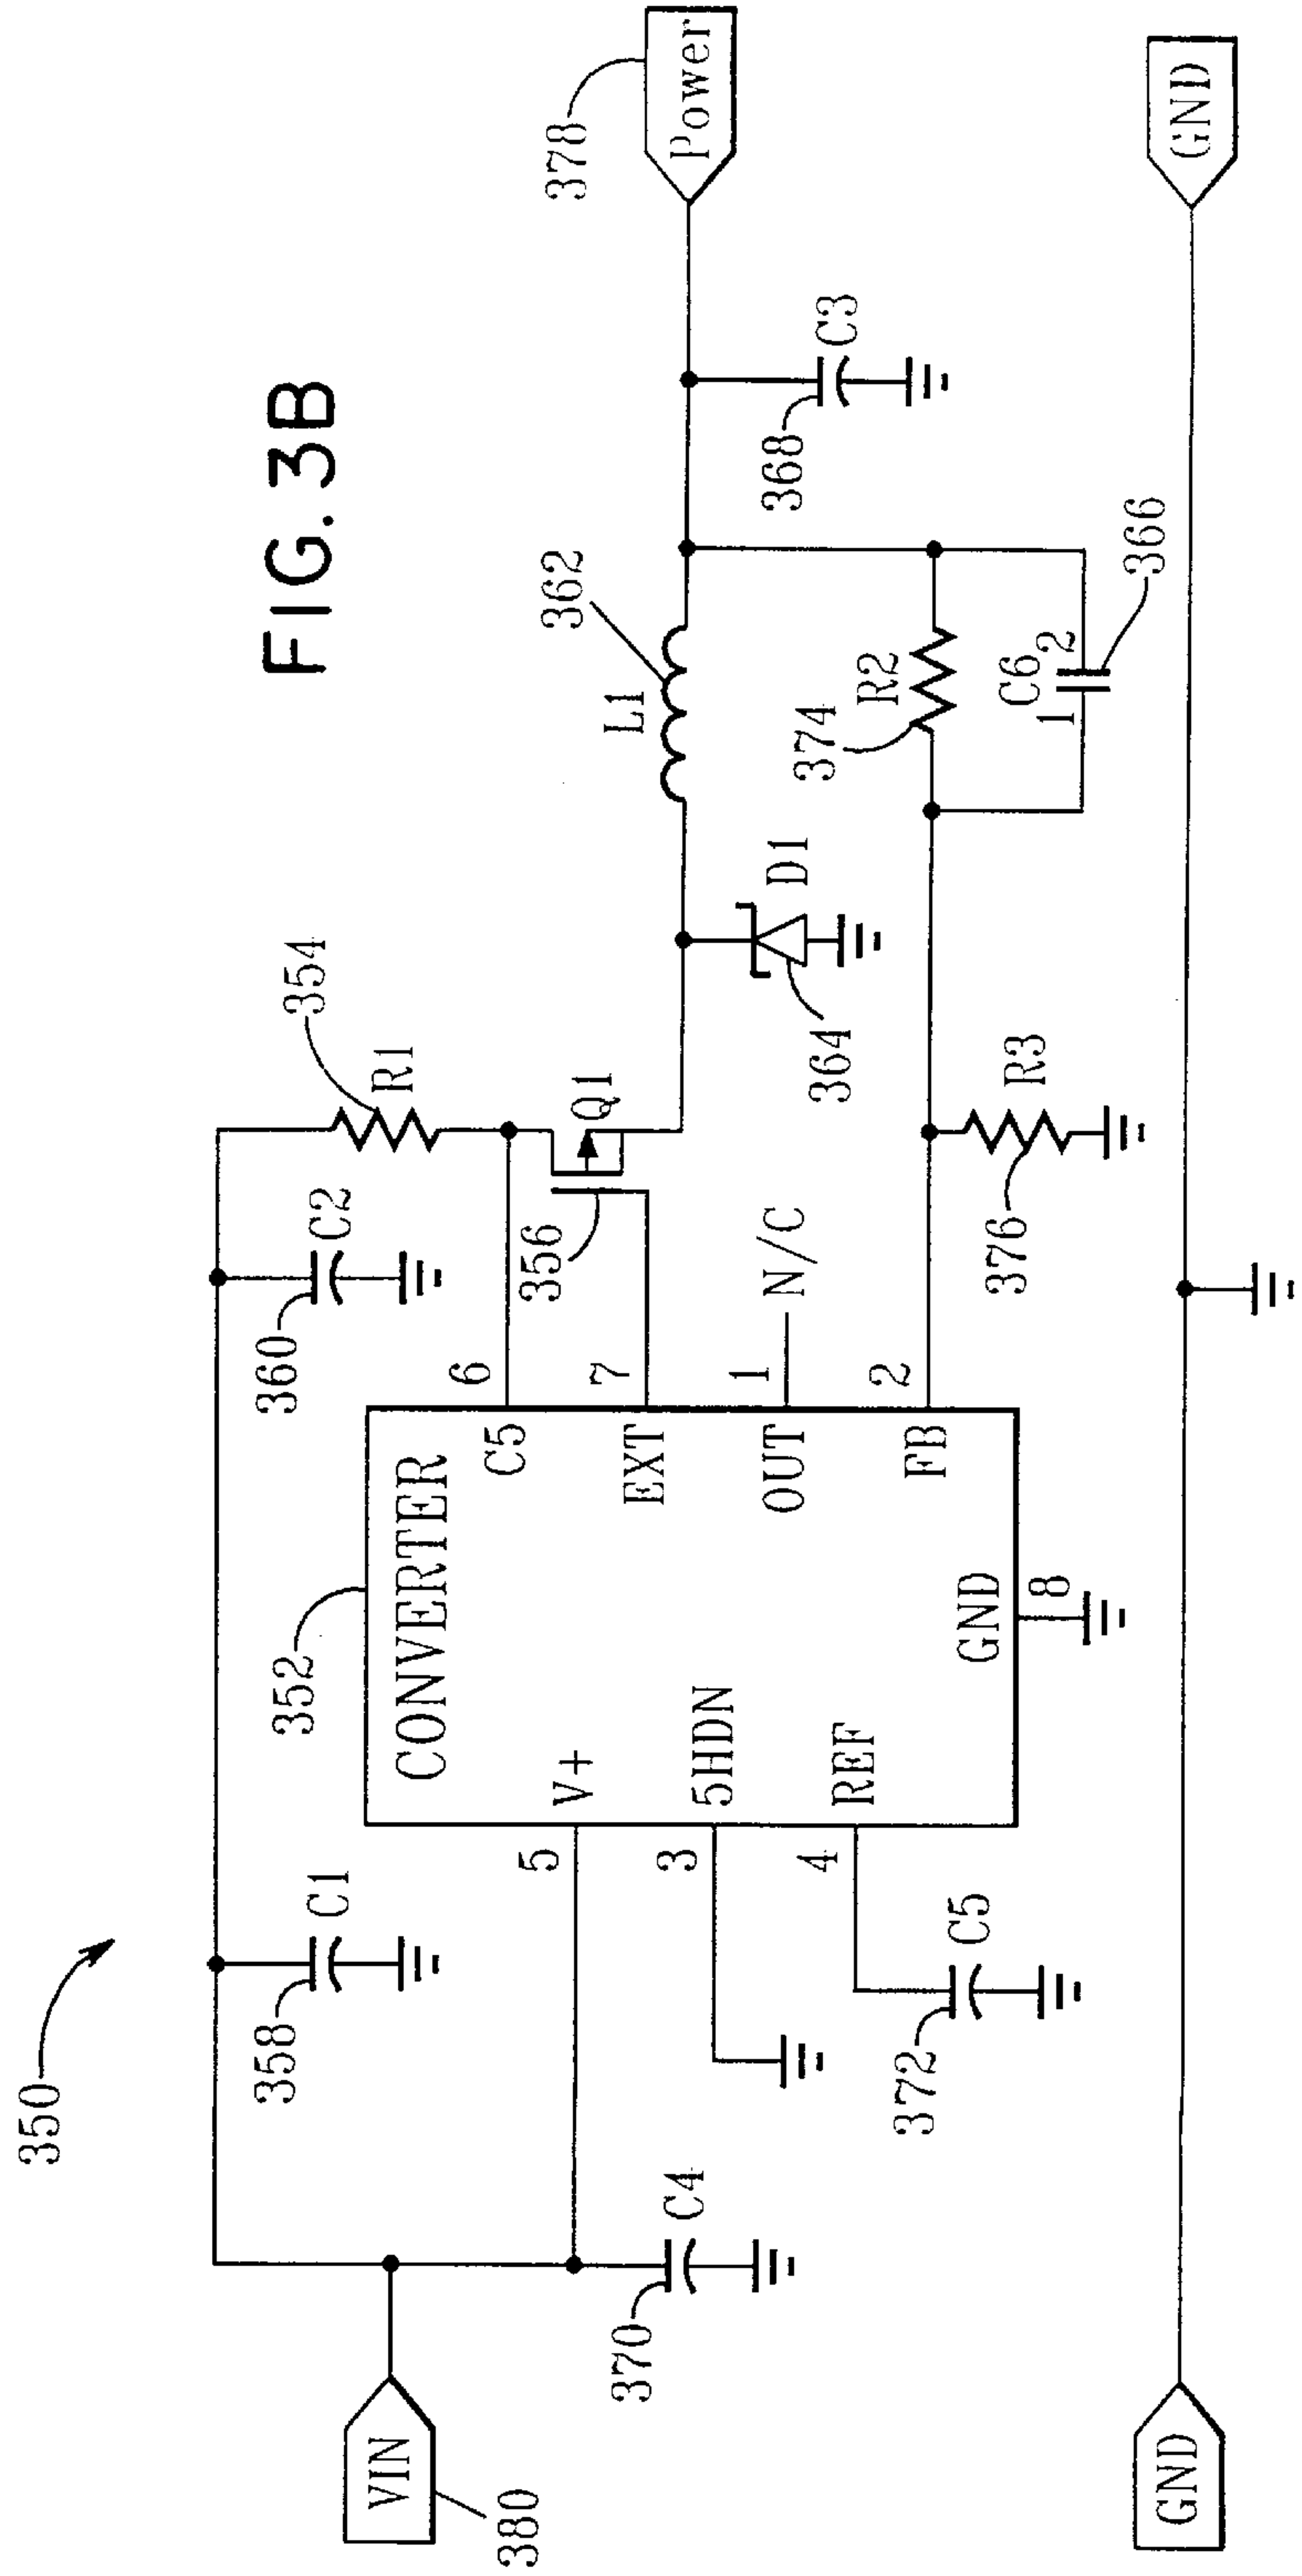 FIG. 3B
350
358
C1
360
C2
354
R1
352
CONVERTER
V+
5
5HDN
3
REF
4
GND
8
C5
6
EXT
7
OUT
1
N/C
FB
2
356
Q1
L1
362
364
D1
378
Power
368
C3
374
R2
C6
1
2
366
376
R3
VIN
380
370
C4
372
C5
GND
GND